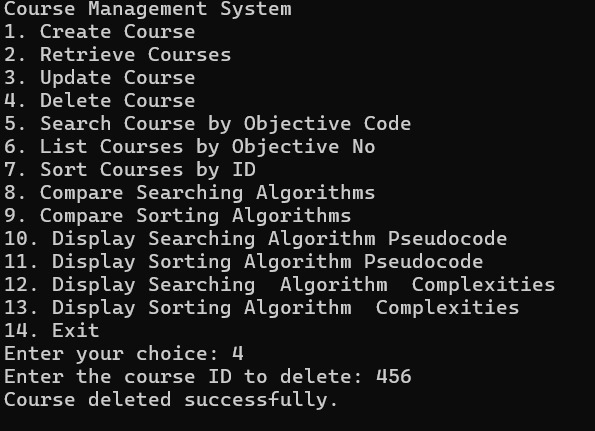 Course Management System
1. Create Course
2. Retrieve Courses
3. Update Course
4. Delete Course
5. Search Course by Objective Code
6. List Courses by Objective No
7. Sort Courses by ID
8. Compare Searching Algorithms
9. Compare Sorting Algorithms
10. Display Searching Algorithm Pseudocode
11. Display Sorting Algorithm Pseudocode
12. Display Searching  Algorithm  Complexities
13. Display Sorting Algorithm  Complexities
14. Exit
Enter your choice: 4
Enter the course ID to delete: 456
Course deleted successfully.